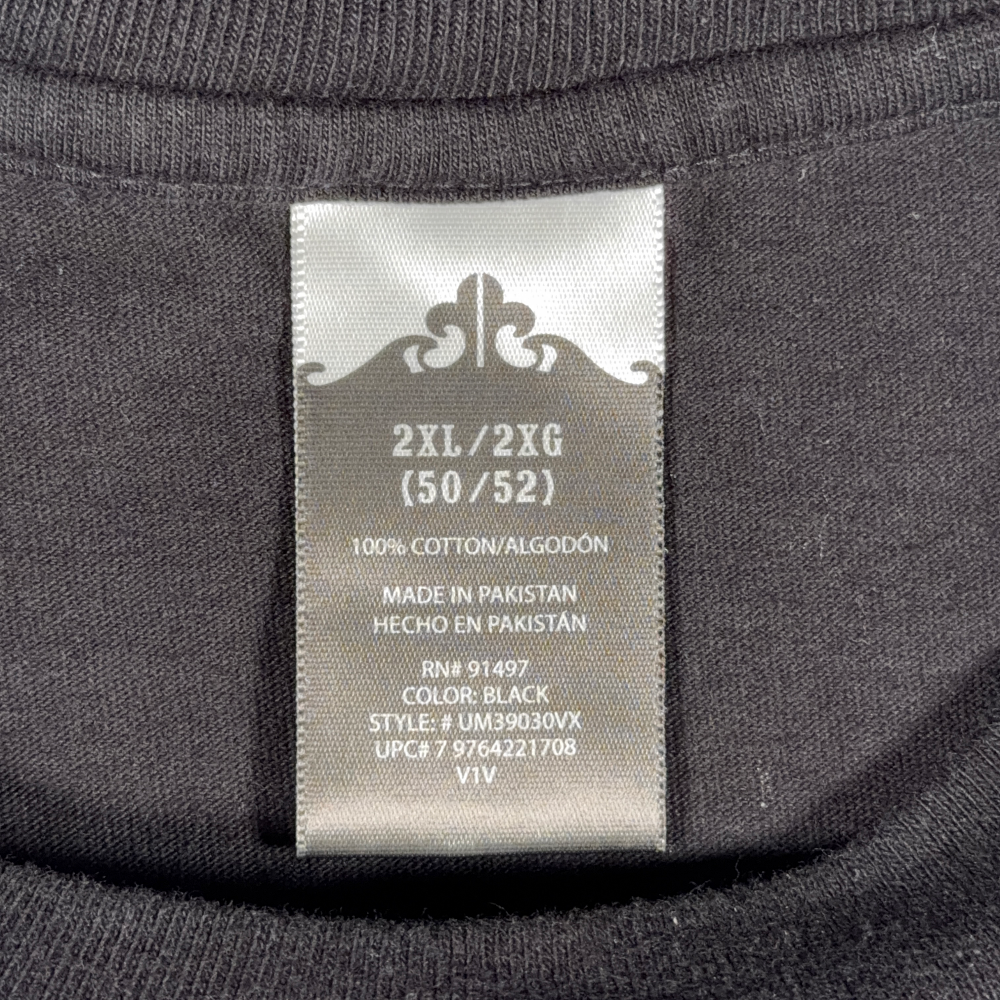 2XL/2XG
(50/52)
100% COTTON/ALGODÓN
MADE IN PAKISTAN
HECHO EN PAKISTÁN
RN# 91497
COLOR: BLACK
STYLE: # UM39030VX
UPC# 7 9764221708
V1V